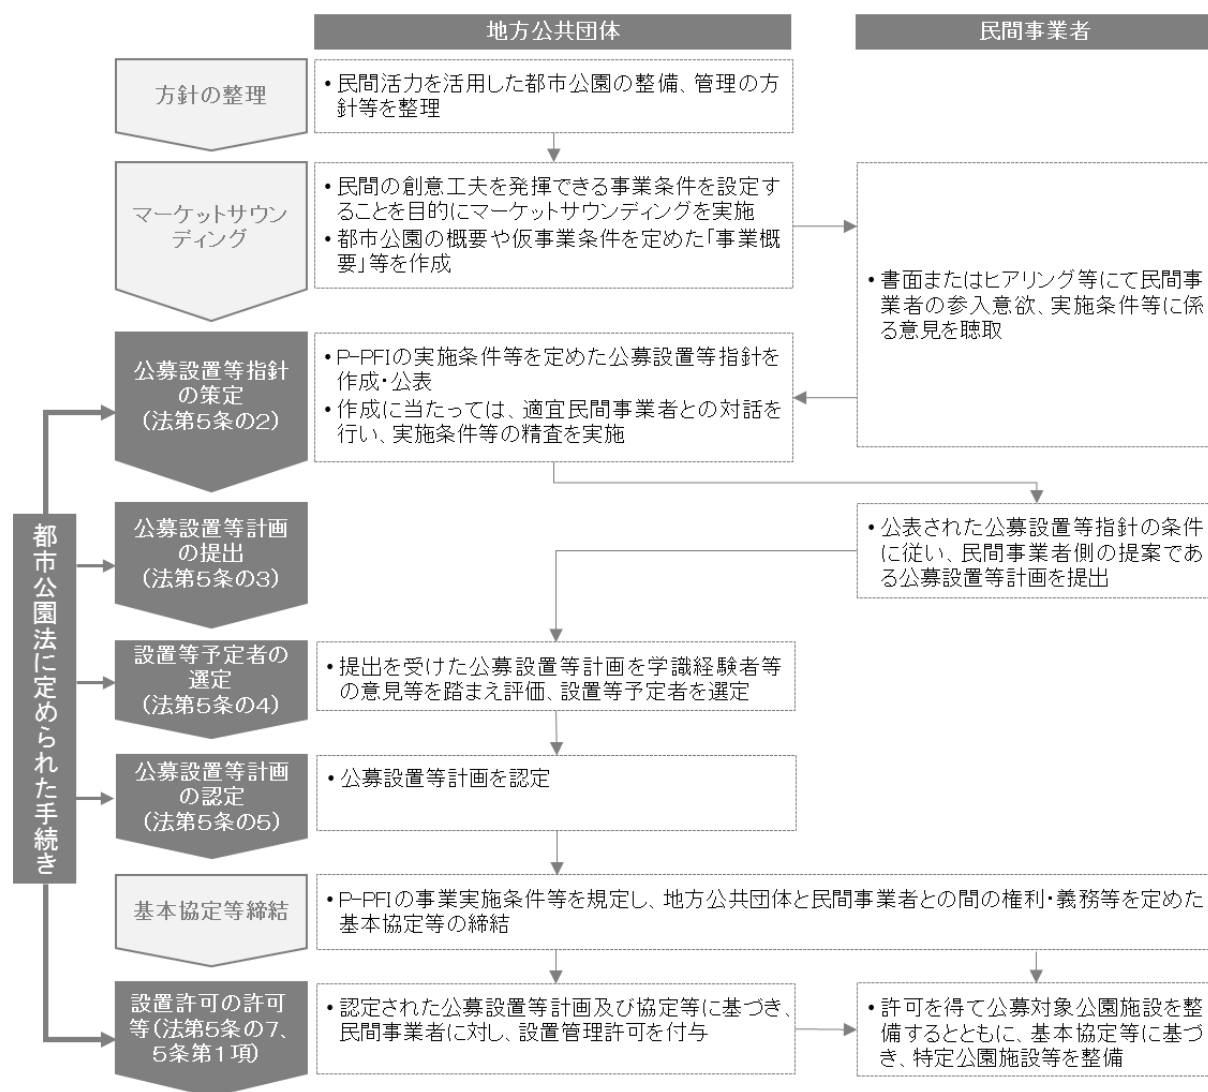 地方公共団体
民間事業者
方針の整理
•民間活力を活用した都市公園の整備、管理の方
針等を整理
マーケットサウン
ディング
•民間の創意工夫を発揮できる事業条件を設定す
ることを目的にマーケットサウンディングを実施
•都市公園の概要や仮事業条件を定めた「事業概
要」等を作成
•書面またはヒアリング等にて民間事
業者の参入意欲、実施条件等に係
る意見を聴取
公募設置等指針
の策定
(法第5条の2)
•P-PFIの実施条件等を定めた公募設置等指針を
作成・公表
•作成に当たっては、適宜民間事業者との対話を
行い、実施条件等の精査を実施
都市公園法に定められた手続き
公募設置等計画
の提出
(法第5条の3)
•公表された公募設置等指針の条件
に従い、民間事業者側の提案であ
る公募設置等計画を提出
設置等予定者の
選定
(法第5条の4)
•提出を受けた公募設置等計画を学識経験者等
の意見等を踏まえ評価、設置等予定者を選定
公募設置等計画
の認定
(法第5条の5)
•公募設置等計画を認定
基本協定等締結
•P-PFIの事業実施条件等を規定し、地方公共団体と民間事業者との間の権利・義務等を定めた
基本協定等の締結
設置許可の許可
等(法第5条の7、
5条第1項)
•認定された公募設置等計画及び協定等に基づき、
民間事業者に対し、設置管理許可を付与
•許可を得て公募対象公園施設を整
備するとともに、基本協定等に基づ
き、特定公園施設等を整備